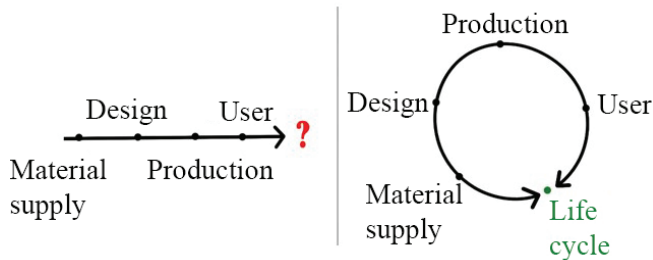 Design
User
?
Material
supply
Production
Production
Design
User
Material
supply
Life
cycle